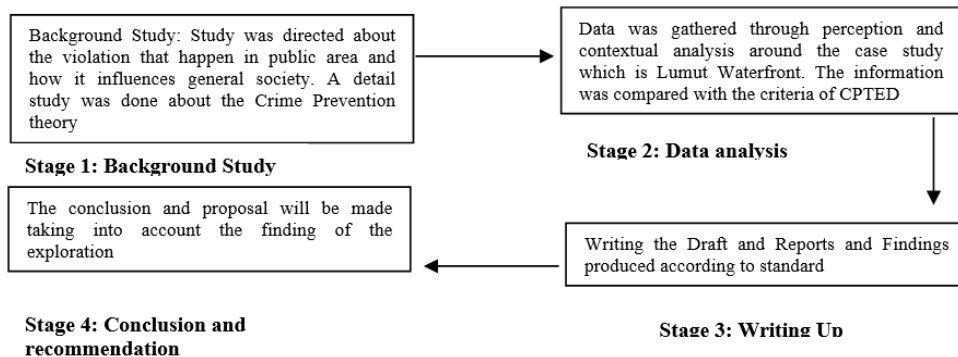 Background Study: Study was directed about
the violation that happen in public area and
how it influences general society. A detail
study was done about the Crime Prevention
theory
Stage 1: Background Study
Data was gathered through perception and
contextual analysis around the case study
which is Lumut Waterfront. The information
was compared with the criteria of CPTED
Stage 2: Data analysis
Writing the Draft and Reports and Findings
produced according to standard
Stage 3: Writing Up
The conclusion and proposal will be made
taking into account the finding of the
exploration
Stage 4: Conclusion and
recommendation